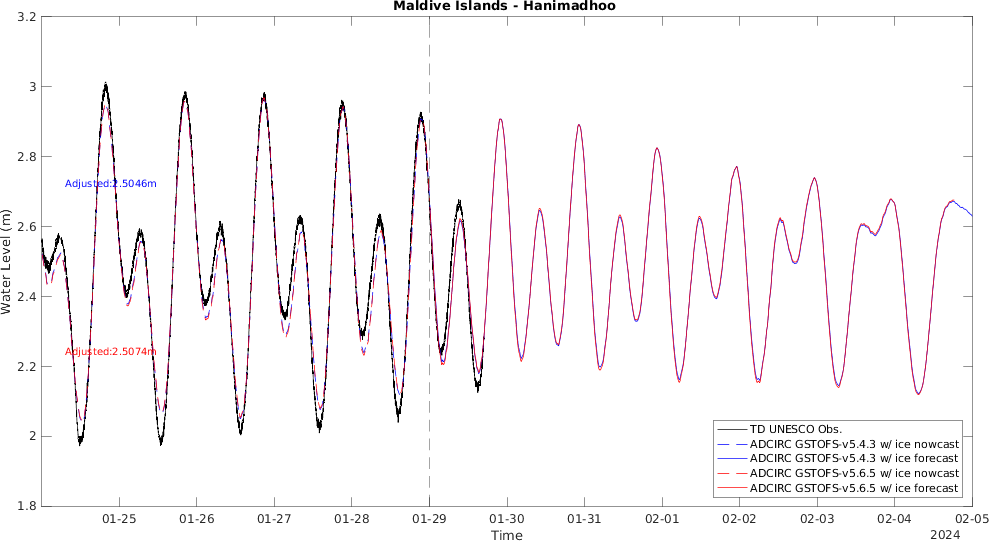 Maldive Islands - Hanimadhoo
Water Level (m)
3.2
3
2.8
2.6
2.4
2.2
2
1.8
Adjusted:2.5046m
Adjusted:2.5074m
TD UNESCO Obs.
ADCIRC GSTOFS-v5.4.3 w/ ice nowcast
ADCIRC GSTOFS-v5.4.3 w/ ice forecast
ADCIRC GSTOFS-v5.6.5 w/ ice nowcast
ADCIRC GSTOFS-v5.6.5 w/ ice forecast
01-25 01-26 01-27 01-28 01-29 01-30 01-31 02-01 02-02 02-03 02-04 02-05
Time
2024